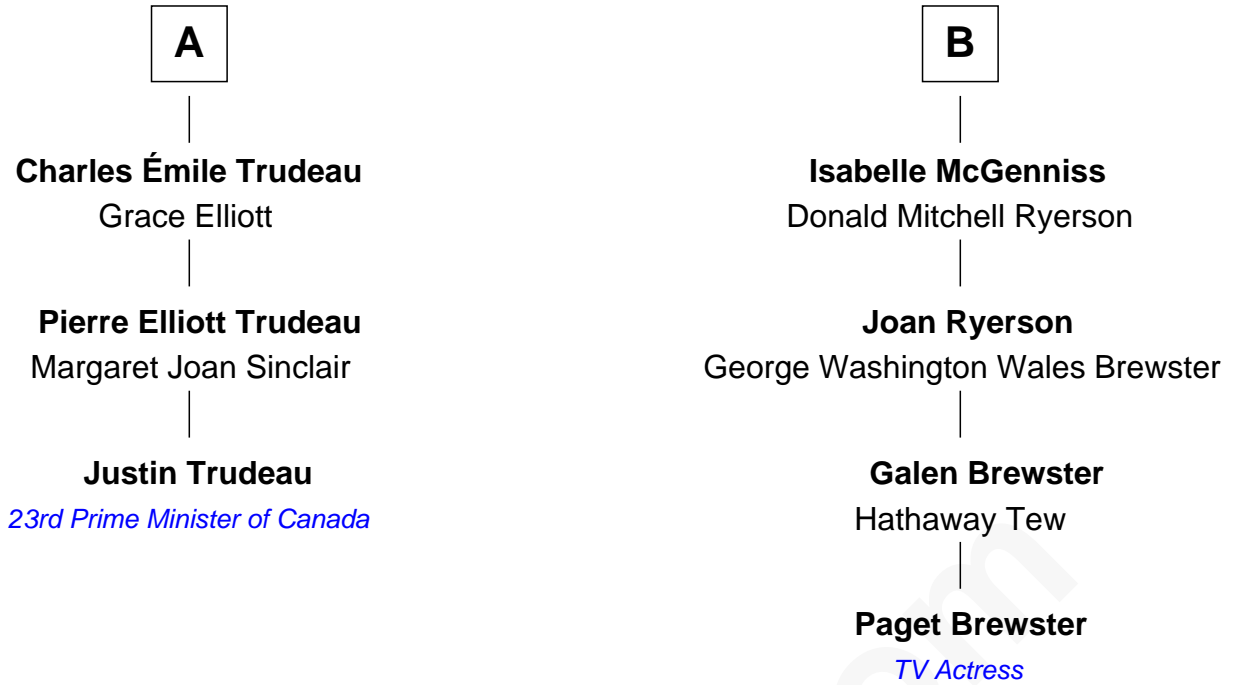 A
Charles Émile Trudeau
Grace Elliott
Pierre Elliott Trudeau
Margaret Joan Sinclair
Justin Trudeau
23rd Prime Minister of Canada
B
Isabelle McGenniss
Donald Mitchell Ryerson
Joan Ryerson
George Washington Wales Brewster
Galen Brewster
Hathaway Tew
Paget Brewster
TV Actress